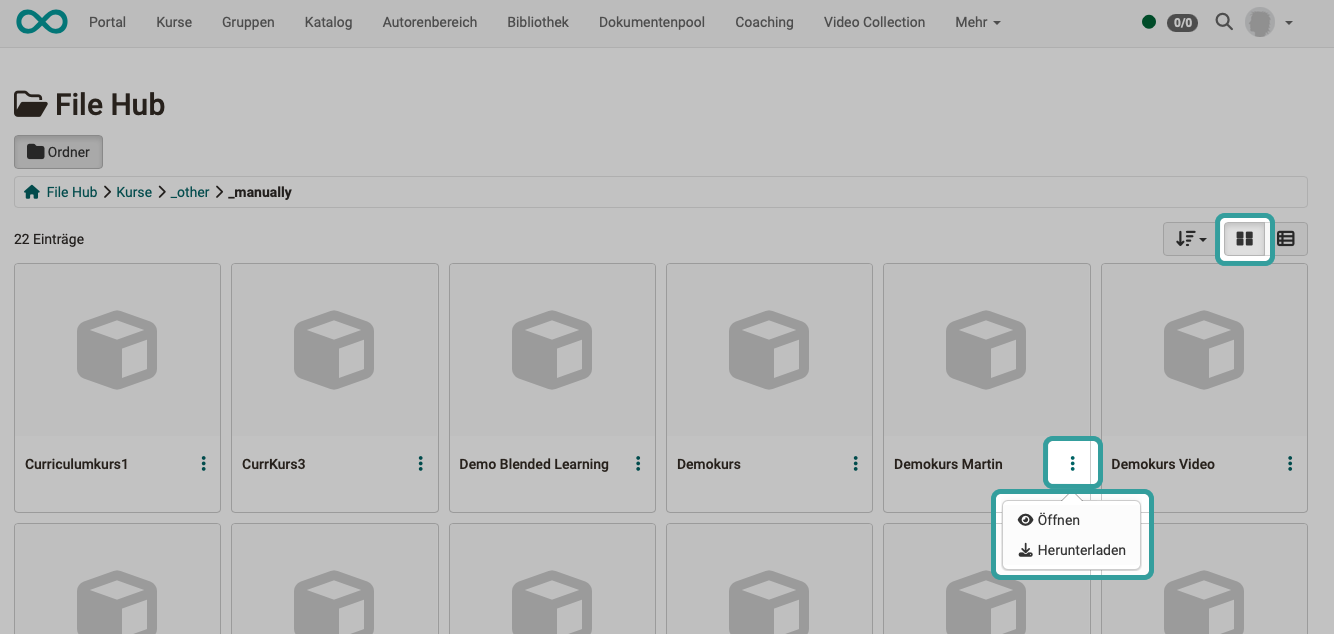 Portal Kurse Gruppen Katalog Autorenbereich Bibliothek Dokumentenpool Coaching Video Collection Mehr 0/0
File Hub
Ordner
File Hub Kurse _other _manually
22 Einträge
Curriculumkurs1 CurrKurs3 Demo Blended Learning Demokurs Demokurs Martin Demokurs Video
Öffnen
Herunterladen